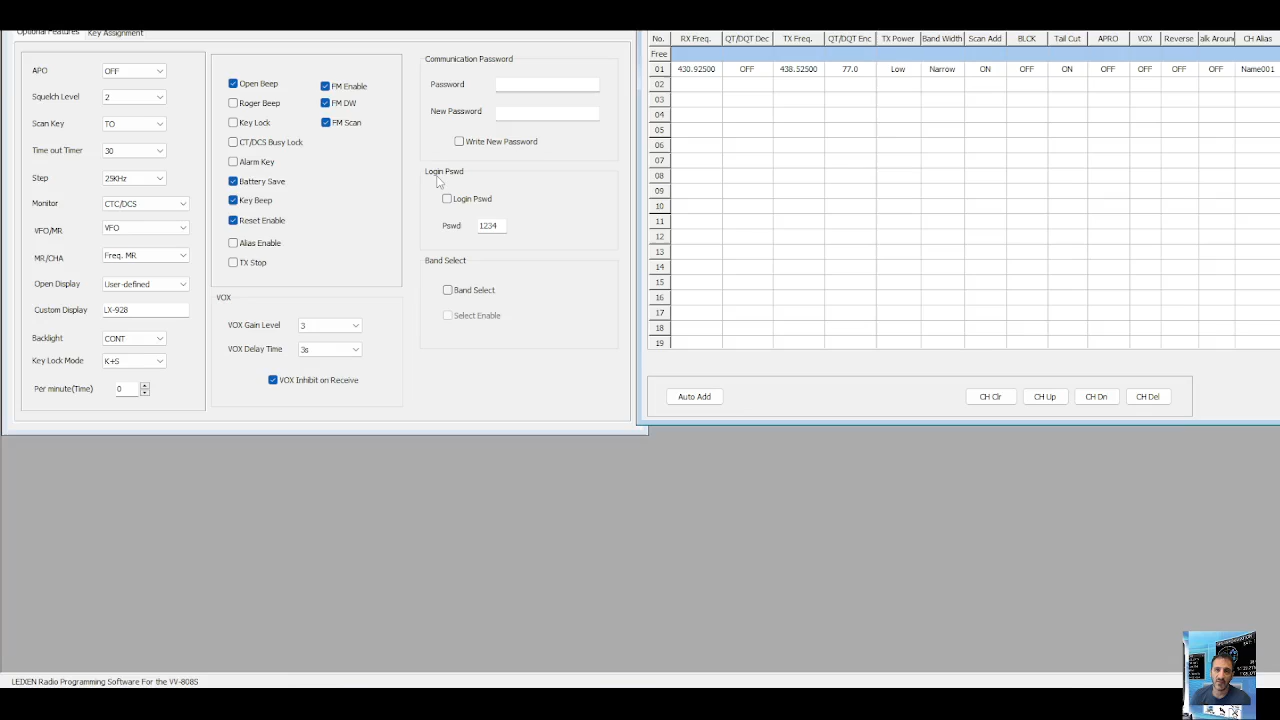 Optional Features Key Assignment
APO OFF
Squelch Level 2
Scan Key TO
Time out Timer 30
Step 25KHz
Monitor CTC/DCS
VFO/MR. VFO
MR/CHA Freq. MR
Open Display User-defined
Custom Display LX-928
Backlight CONT
Key Lock Mode K+S
Per minute(Time) 0
Open Beep
Roger Beep
Key Lock
CT/DCS Busy Lock
Alarm Key
Battery Save
Key Beep
Reset Enable
Alias Enable
TX Stop
FM Enable
FM DW
FM Scan
VOX
VOX Gain Level 3
VOX Delay Time 3s
VOX Inhibit on Receive
Communication Password
Password
New Password
Write New Password
Login Pswd
Login Pswd
Pswd 1234
Band Select
Band Select
Select Enable
No. RX Freq. QT/DQT Dec TX Freq. QT/DQT Enc TX Power Band Width Scan Add BLCK Tail Cut APRO VOX Reverse alk Aroun CH Alias
Free
01 430.92500 OFF 438.52500 77.0 Low Narrow ON OFF ON OFF OFF OFF OFF Name001
02
03
04
05
06
07
08
09
10
11
12
13
14
15
16
17
18
19
Auto Add CH Clr CH Up CH Dn CH Del
LEIXEN Radio Programming Software For the VV-808S